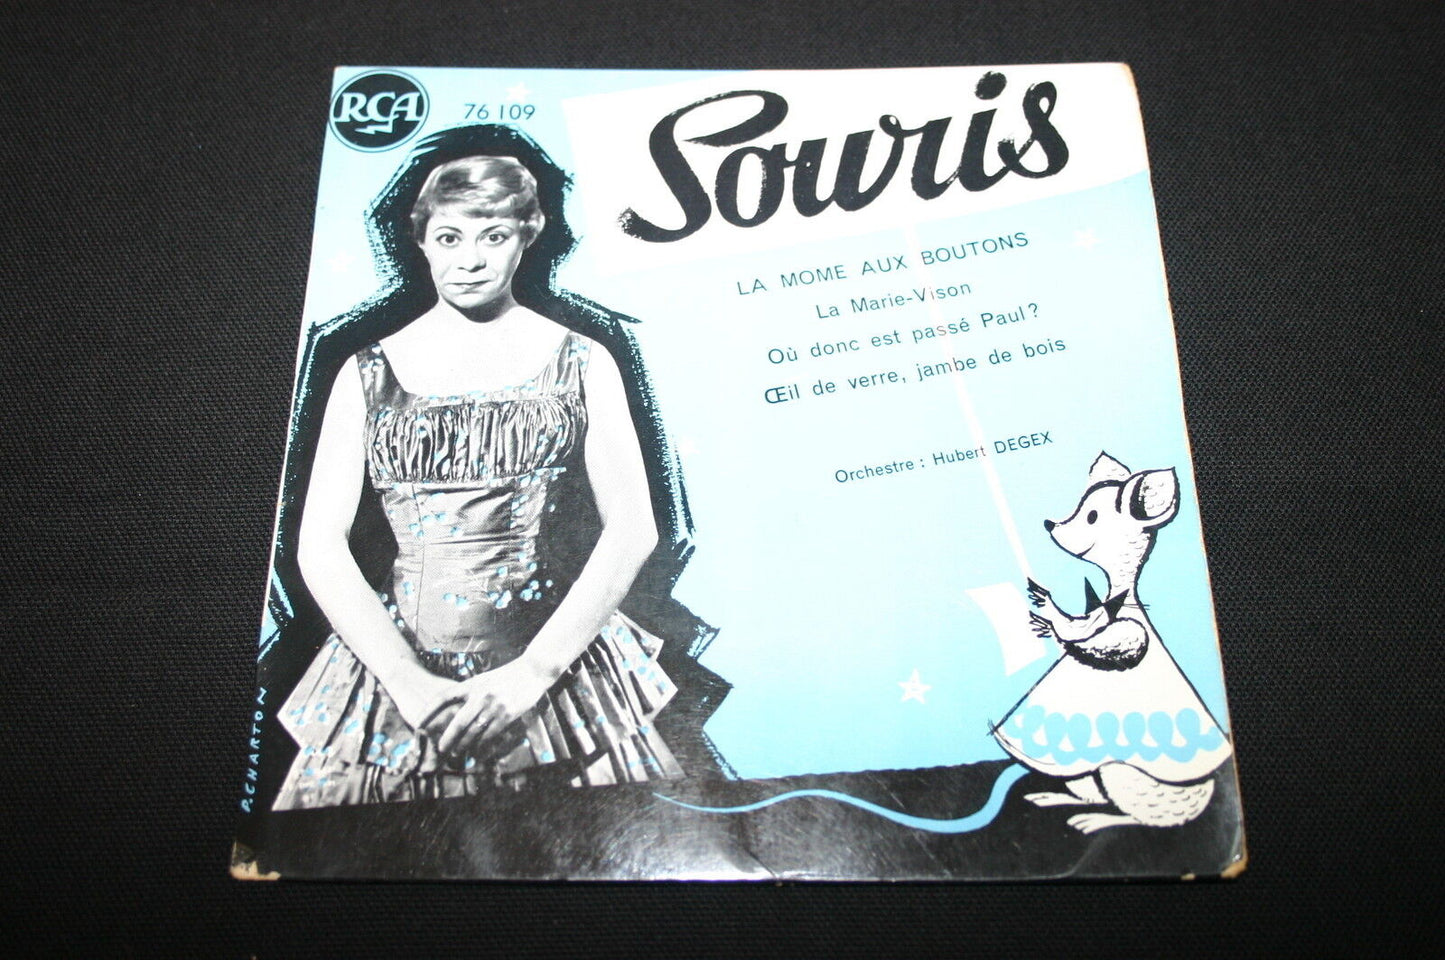 RCA
76 109
Souris
LA MOME AUX BOUTONS
La Marie-Vison
Où donc est passé Paul ?
Œil de verre, jambe de bois
Orchestre : Hubert DEGEX
P. CHARTON